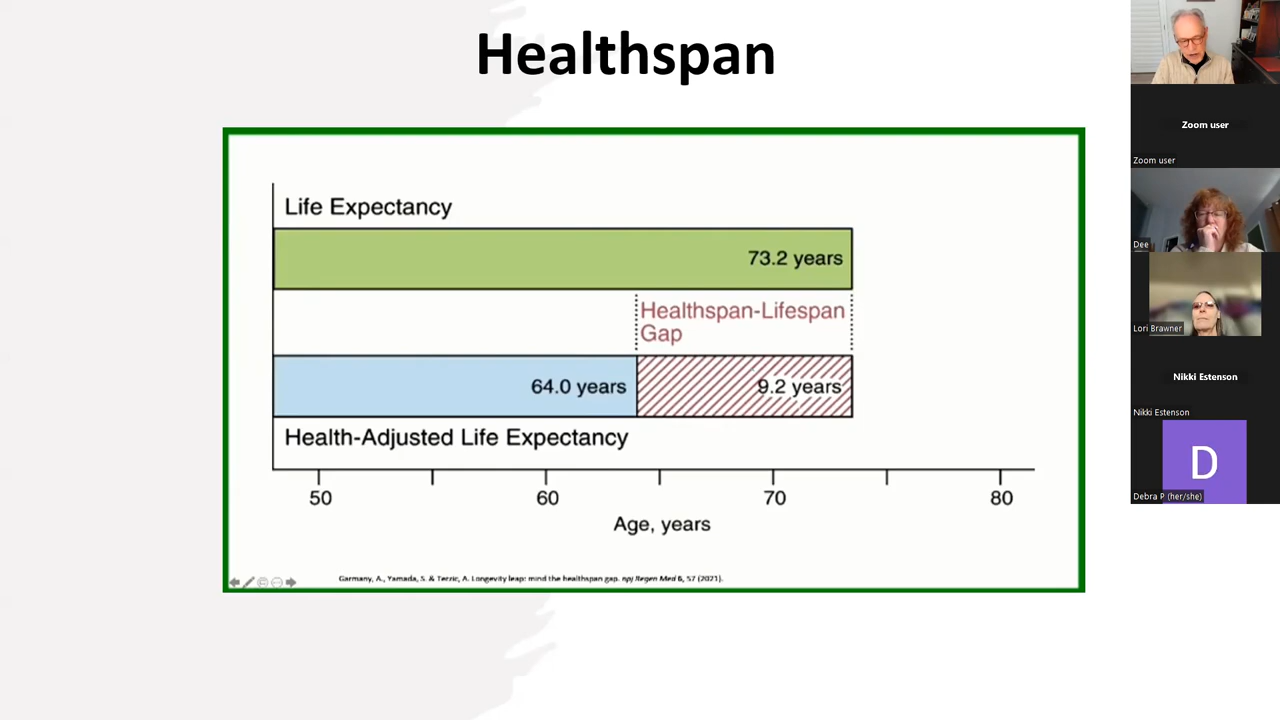 Healthspan
Life Expectancy
73.2 years
Healthspan-Lifespan
Gap
64.0 years
9.2 years
Health-Adjusted Life Expectancy
50
60
70
80
Age, years
Garmany, A., Yamada, S. & Terzic, A. Longevity leap: mind the healthspan gap. npj Regen Med 6, 57 (2021).
Zoom user
Zoom user
Dee
Lori Brawner
Nikki Estenson
Nikki Estenson
D
Debra P (her/she)